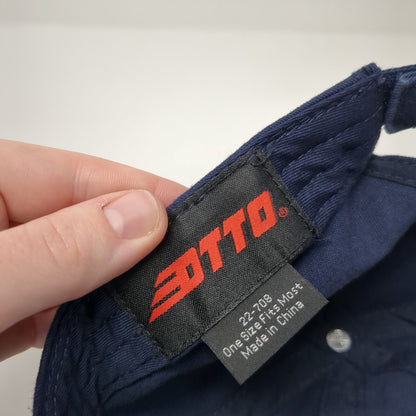 OTTO®
22-708
One Size Fits Most
Made in China